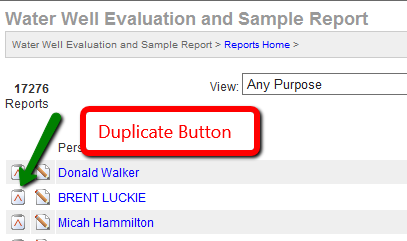 Water Well Evaluation and Sample Report
Water Well Evaluation and Sample Report > Reports Home >
17276
Reports
View: Any Purpose
Duplicate Button
Donald Walker
BRENT LUCKIE
Micah Hammilton